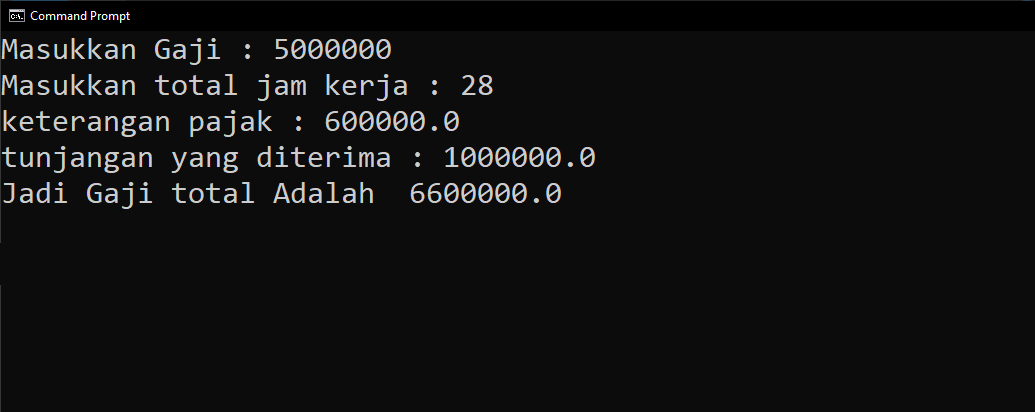 Command Prompt
Masukkan Gaji : 5000000
Masukkan total jam kerja : 28
keterangan pajak : 600000.0
tunjangan yang diterima : 1000000.0
Jadi Gaji total Adalah  6600000.0